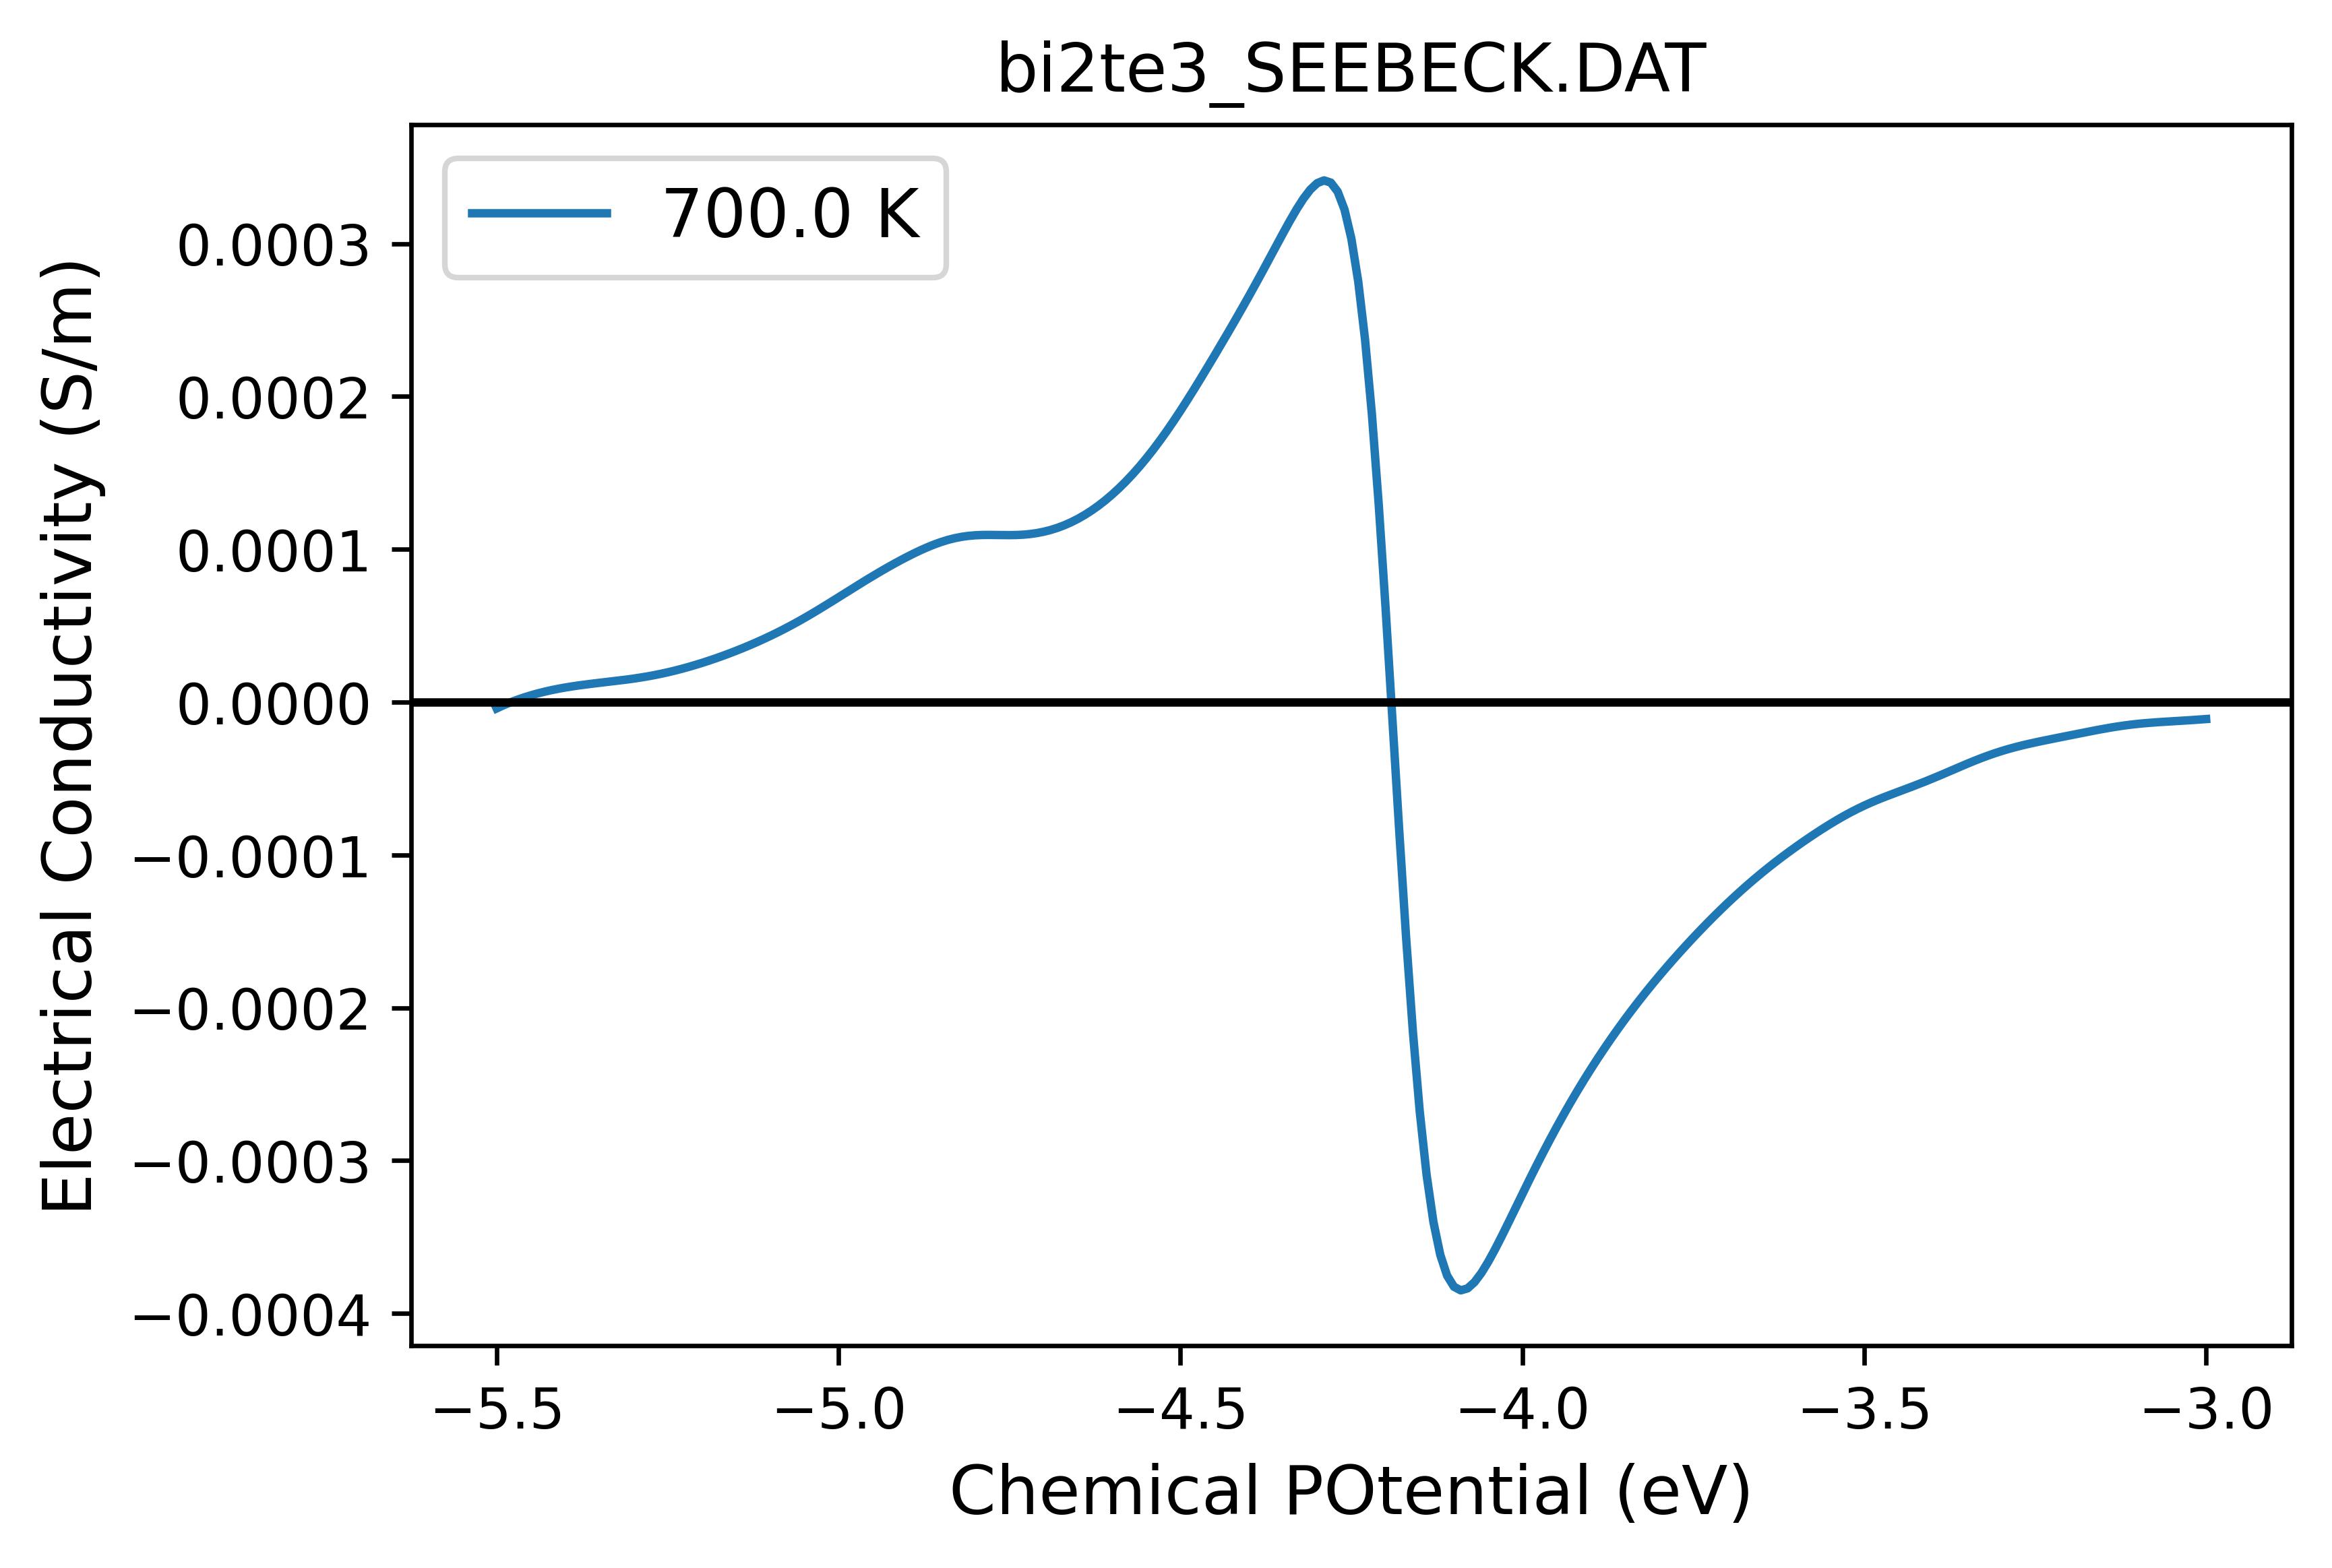 bi2te3_SEEBECK.DAT
700.0 K
Electrical Conductivity (S/m)
0.0003
0.0002
0.0001
0.0000
−0.0001
−0.0002
−0.0003
−0.0004
−5.5 −5.0 −4.5 −4.0 −3.5 −3.0
Chemical POtential (eV)